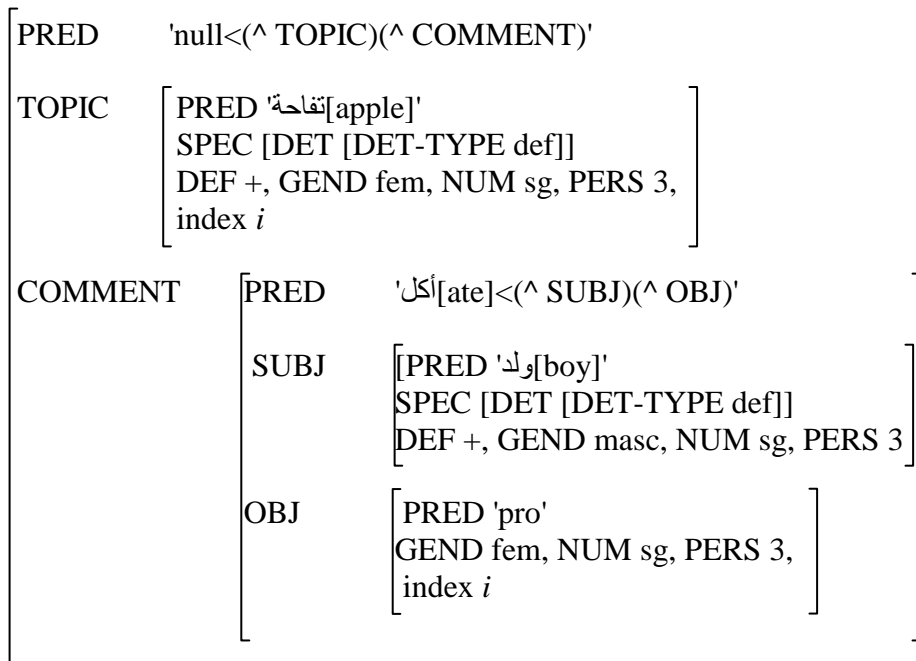 PRED 'null<(^ TOPIC)(^ COMMENT)'
TOPIC PRED 'تفاحة[apple]'
SPEC [DET [DET-TYPE def]]
DEF +, GEND fem, NUM sg, PERS 3,
index i
COMMENT PRED 'أكل[ate]<(^ SUBJ)(^ OBJ)'
SUBJ [PRED 'ولد[boy]'
SPEC [DET [DET-TYPE def]]
DEF +, GEND masc, NUM sg, PERS 3
OBJ PRED 'pro'
GEND fem, NUM sg, PERS 3,
index i